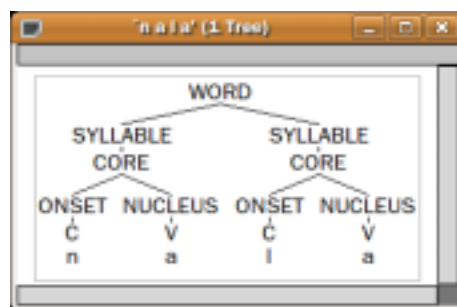 `n a l a' (1 Tree)
WORD
SYLLABLE SYLLABLE
CORE CORE
ONSET NUCLEUS ONSET NUCLEUS
C V C V
n a l a